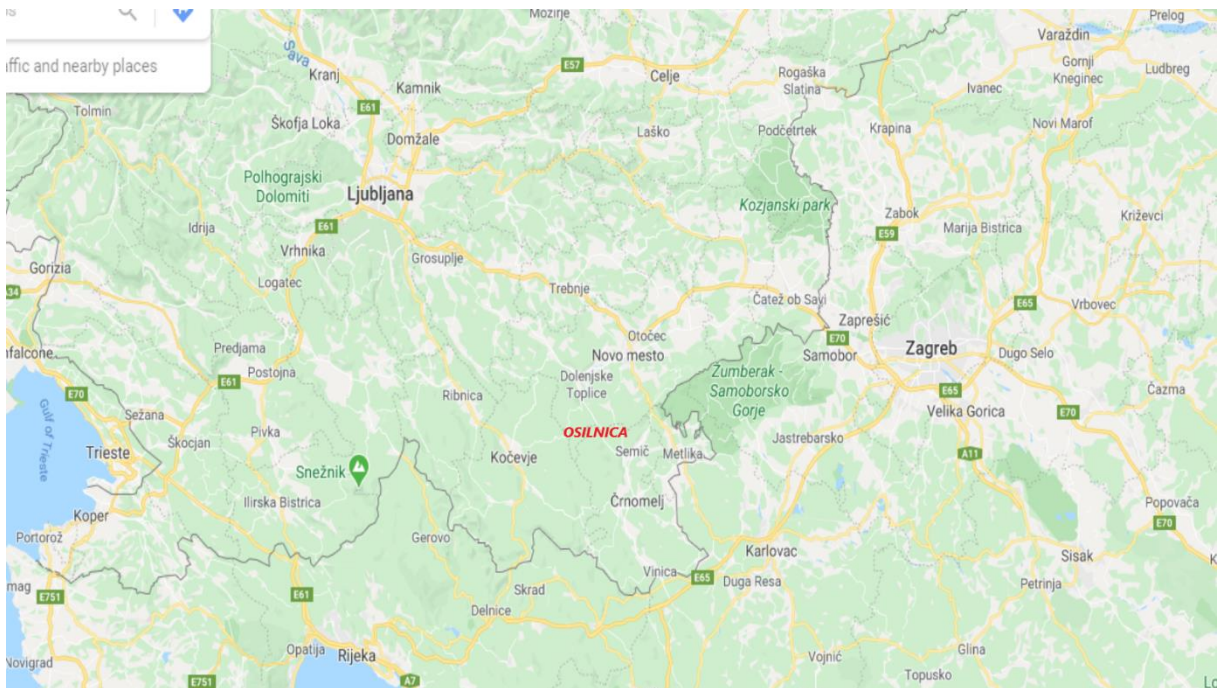 Mozirje
Prelog
Varaždin
Sava
Kranj
E57
Celje
Rogaška
Slatina
Gornji
Kneginec
Ludbreg
affic and nearby places
Kamnik
Ivanec
Tolmin
E61
Škofja Loka
Domžale
Laško
Podčetrtek
Krapina
Novi Marof
Polhograjski
Dolomiti
Ljubljana
Kozjanski park
Zabok
Križevci
Idrija
E61
Vrhnika
E59
Marija Bistrica
Grosuplje
Gorizia
Logatec
Trebnje
Čatež ob Savi
E65
Vrbovec
A34
Zaprešić
Otočec
E70
Predjama
Novo mesto
Samobor
Zagreb
Dugo Selo
nfalcone
Postojna
Dolenjske
Toplice
Žumberak -
Samoborsko
Gorje
E61
E70
Ribnica
E65
Čazma
Gulf of Trieste
Sežana
Velika Gorica
E70
Pivka
OSILNICA
Jastrebarsko
Škocjan
Trieste
Kočevje
Semič
Metlika
A11
Snežnik
Ilirska Bistrica
Črnomelj
Popovača
Koper
E70
Portorož
Gerovo
Karlovac
Sisak
Vinica
E65
Duga Resa
Petrinja
mag
E751
E61
Skrad
Delnice
Opatija
Rijeka
Vojnić
Glina
Novigrad
E751
A7
Topusko